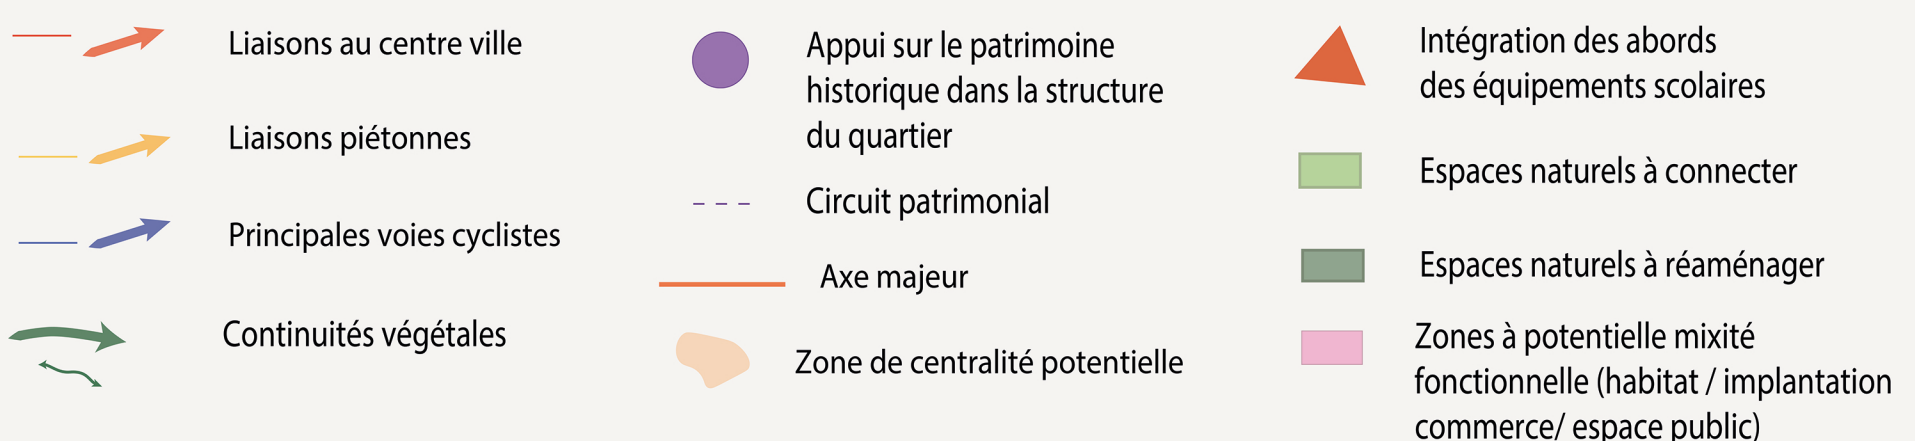 Liaisons au centre ville
Liaisons piétonnes
Principales voies cyclistes
Continuités végétales
Appui sur le patrimoine
historique dans la structure
du quartier
Circuit patrimonial
Axe majeur
Zone de centralité potentielle
Intégration des abords
des équipements scolaires
Espaces naturels à connecter
Espaces naturels à réaménager
Zones à potentielle mixité
fonctionnelle (habitat / implantation
commerce/ espace public)